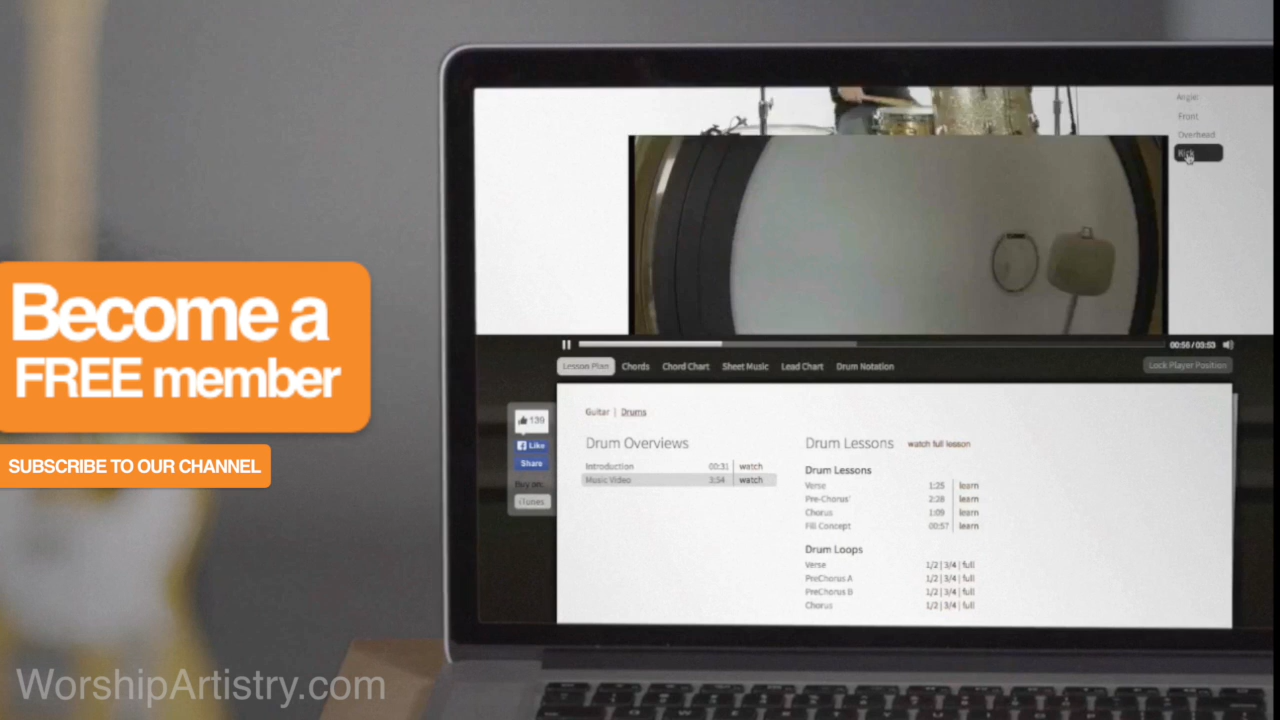 Become a
FREE member
SUBSCRIBE TO OUR CHANNEL
WorshipArtistry.com
Angle:
Front
Overhead
Kick
00:56 / 03:53
Lesson Plan Chords Chord Chart Sheet Music Lead Chart Drum Notation Lock Player Position
139
Like
Share
Buy on:
iTunes
Guitar | Drums
Drum Overviews
Introduction 00:31 watch
Music Video 3:54 watch
Drum Lessons watch full lesson
Drum Lessons
Verse 1:25 learn
Pre-Chorus' 2:28 learn
Chorus 1:09 learn
Fill Concept 00:57 learn
Drum Loops
Verse 1/2 | 3/4 | full
PreChorus A 1/2 | 3/4 | full
PreChorus B 1/2 | 3/4 | full
Chorus 1/2 | 3/4 | full